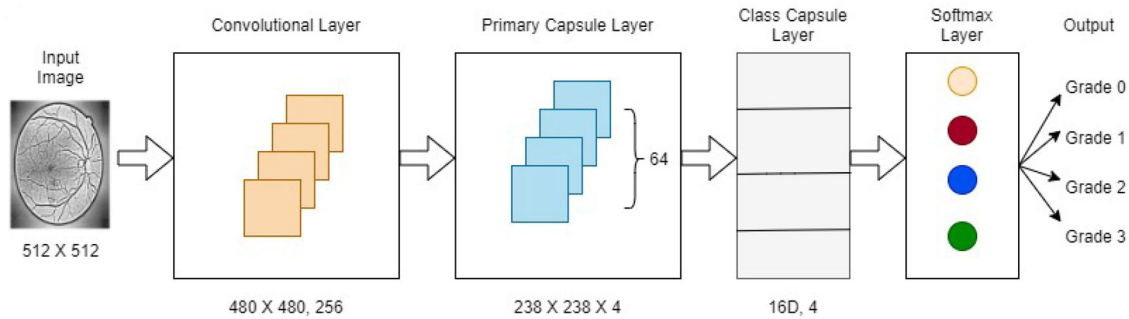 Input
Image
512 X 512
Convolutional Layer
480 X 480, 256
Primary Capsule Layer
64
238 X 238 X 4
Class Capsule
Layer
16D, 4
Softmax
Layer
Output
Grade 0
Grade 1
Grade 2
Grade 3